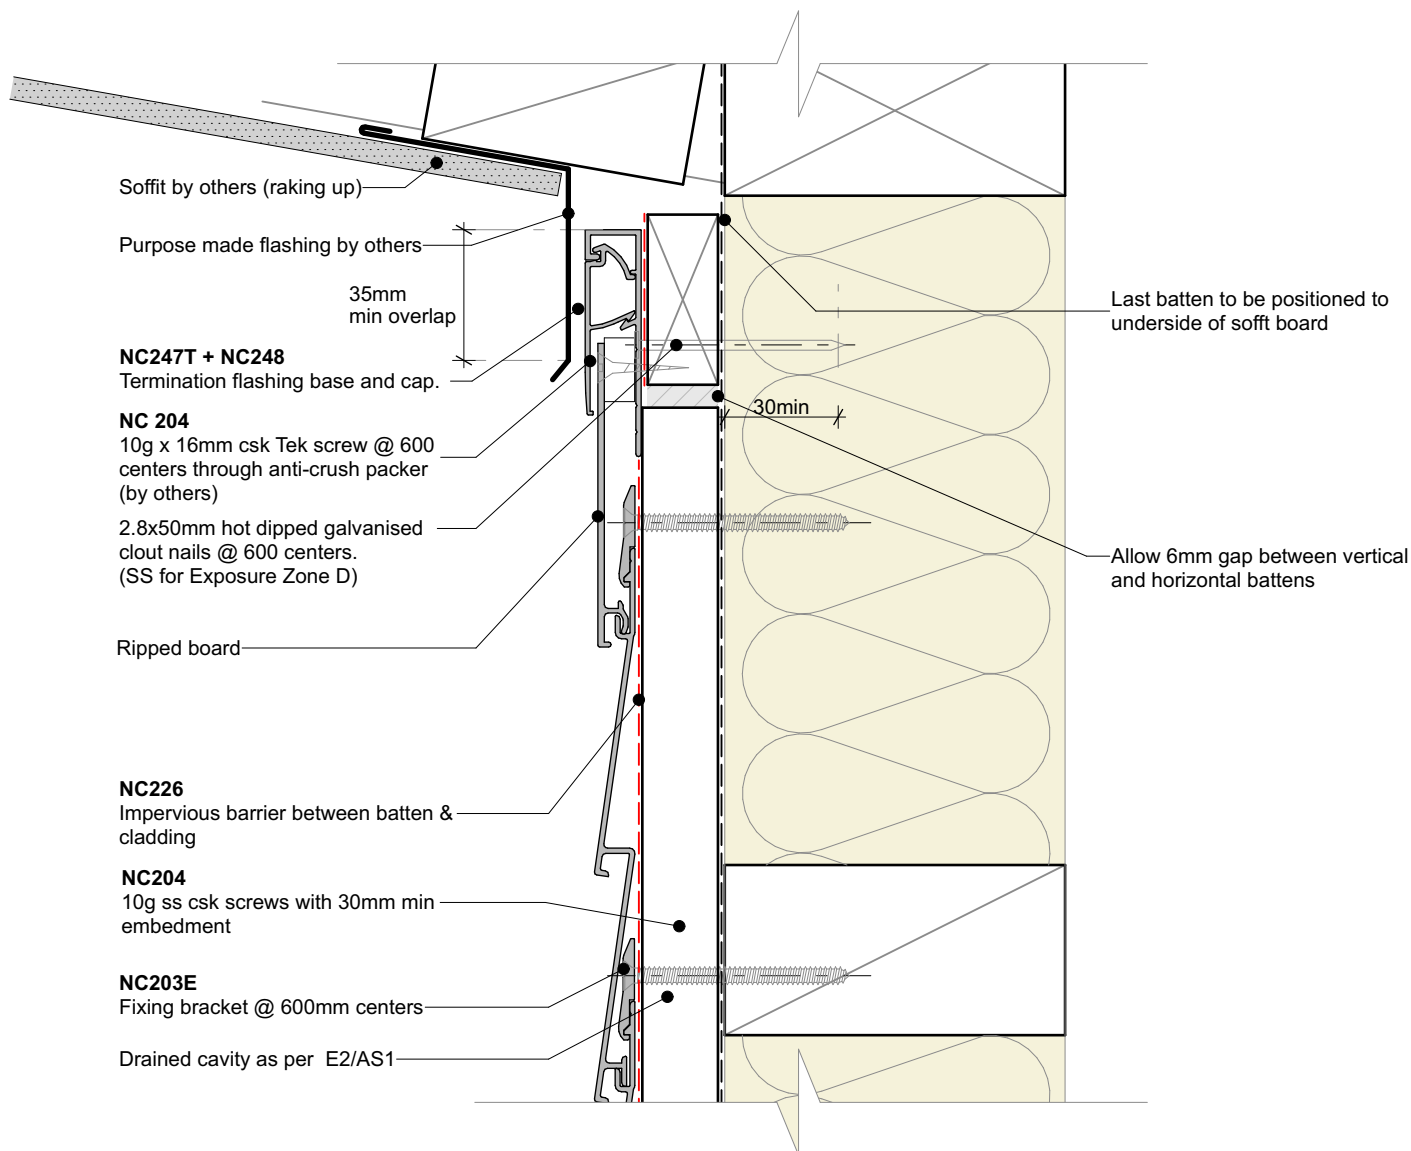 Soffit by others (raking up)
Purpose made flashing by others
35mm
min overlap
NC247T + NC248
Termination flashing base and cap.
NC 204
10g x 16mm csk Tek screw @ 600
centers through anti-crush packer
(by others)
2.8x50mm hot dipped galvanised
clout nails @ 600 centers.
(SS for Exposure Zone D)
Ripped board
NC226
Impervious barrier between batten &
cladding
NC204
10g ss csk screws with 30mm min
embedment
NC203E
Fixing bracket @ 600mm centers
Drained cavity as per E2/AS1
30min
Last batten to be positioned to
underside of sofft board
Allow 6mm gap between vertical
and horizontal battens